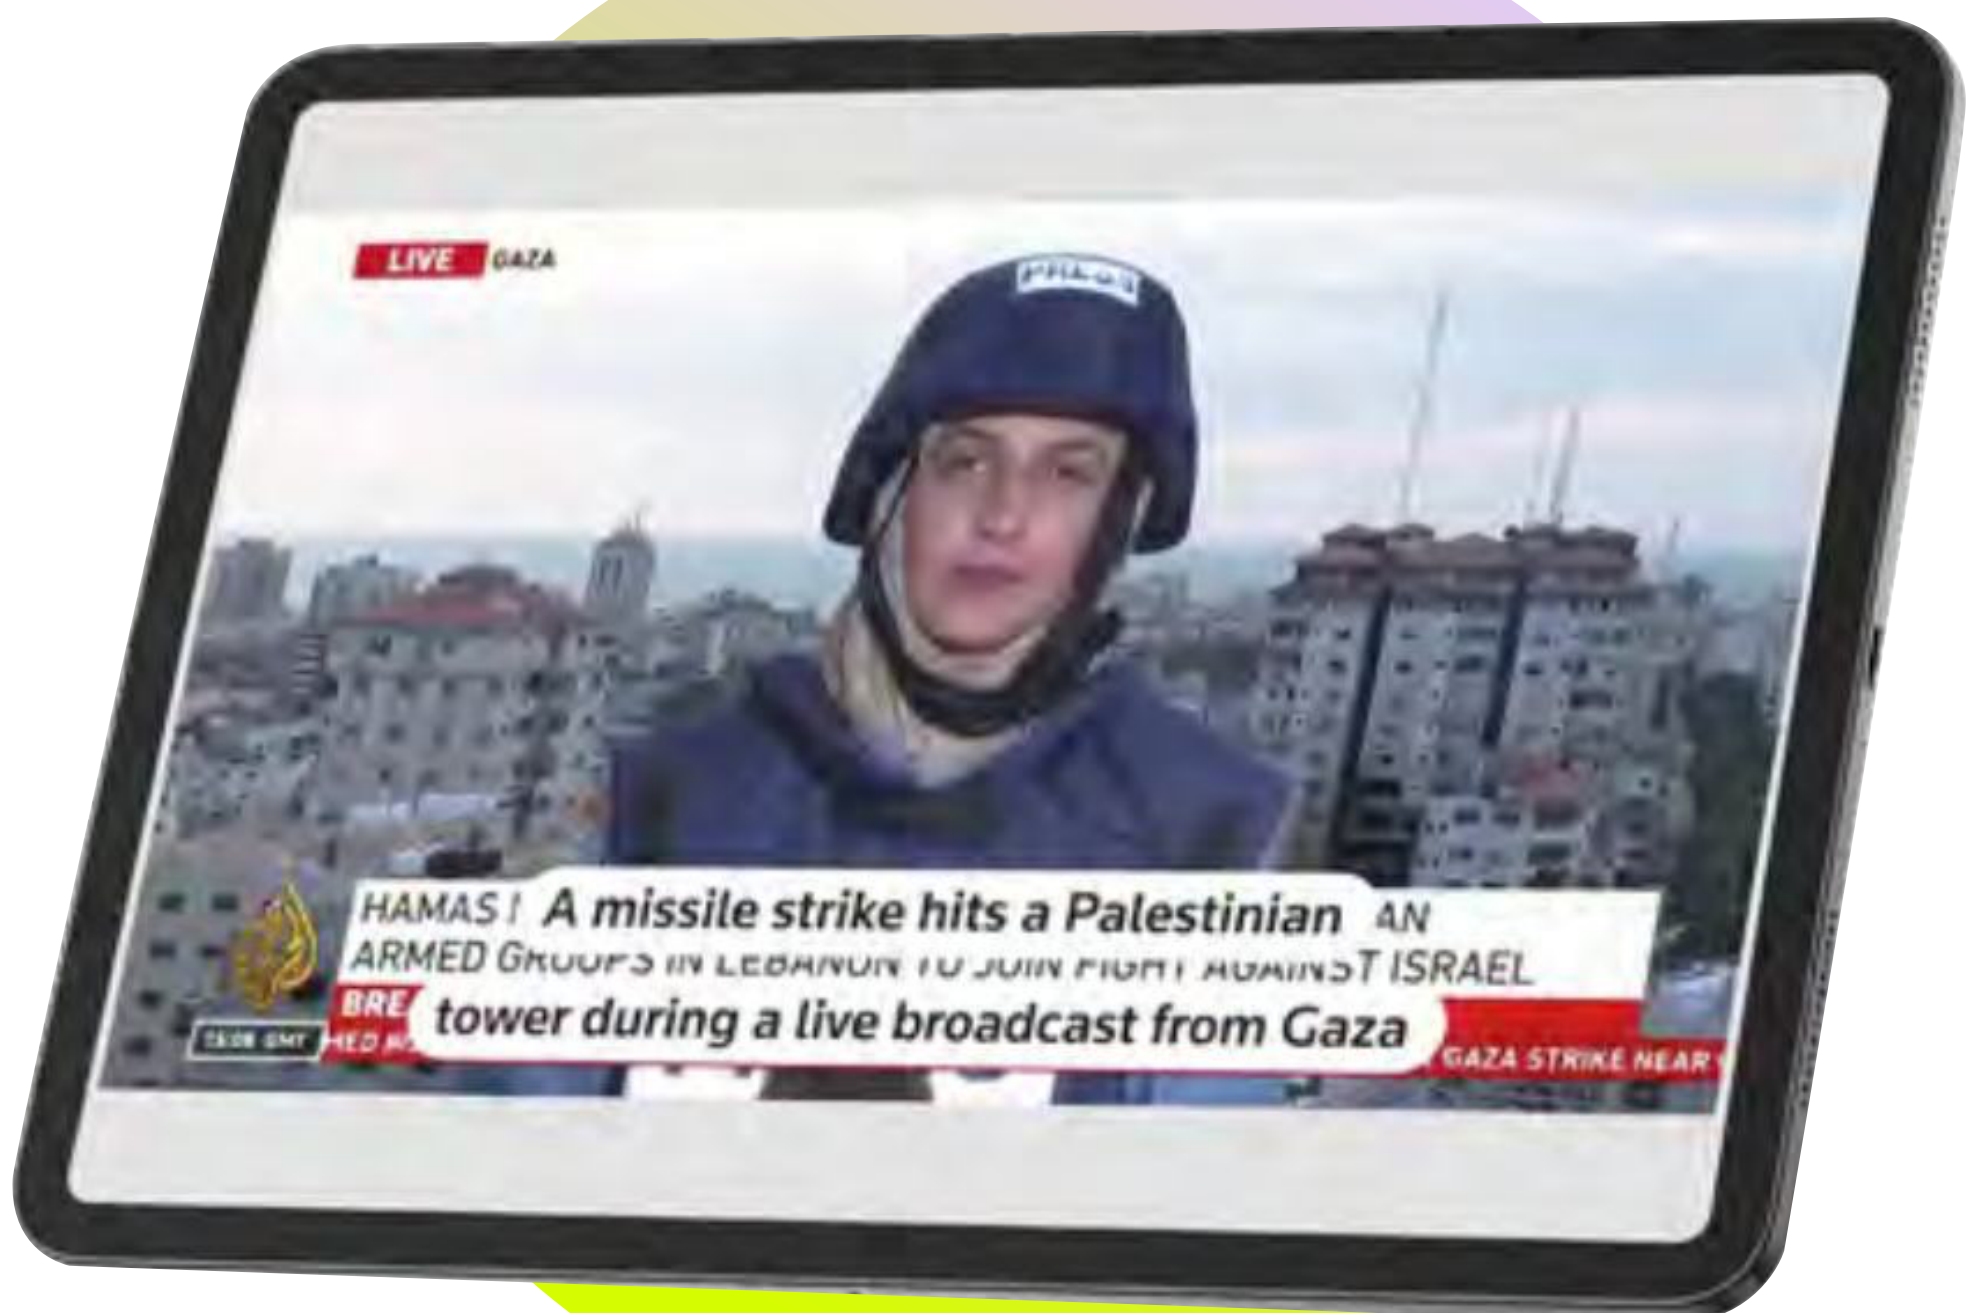 LIVE GAZA
PRESS
HAMAS
A missile strike hits a Palestinian
AN
ARMED GROUPS IN LEBANON TO JOIN FIGHT AGAINST ISRAEL
BRE
tower during a live broadcast from Gaza
GMT
GAZA STRIKE NEAR